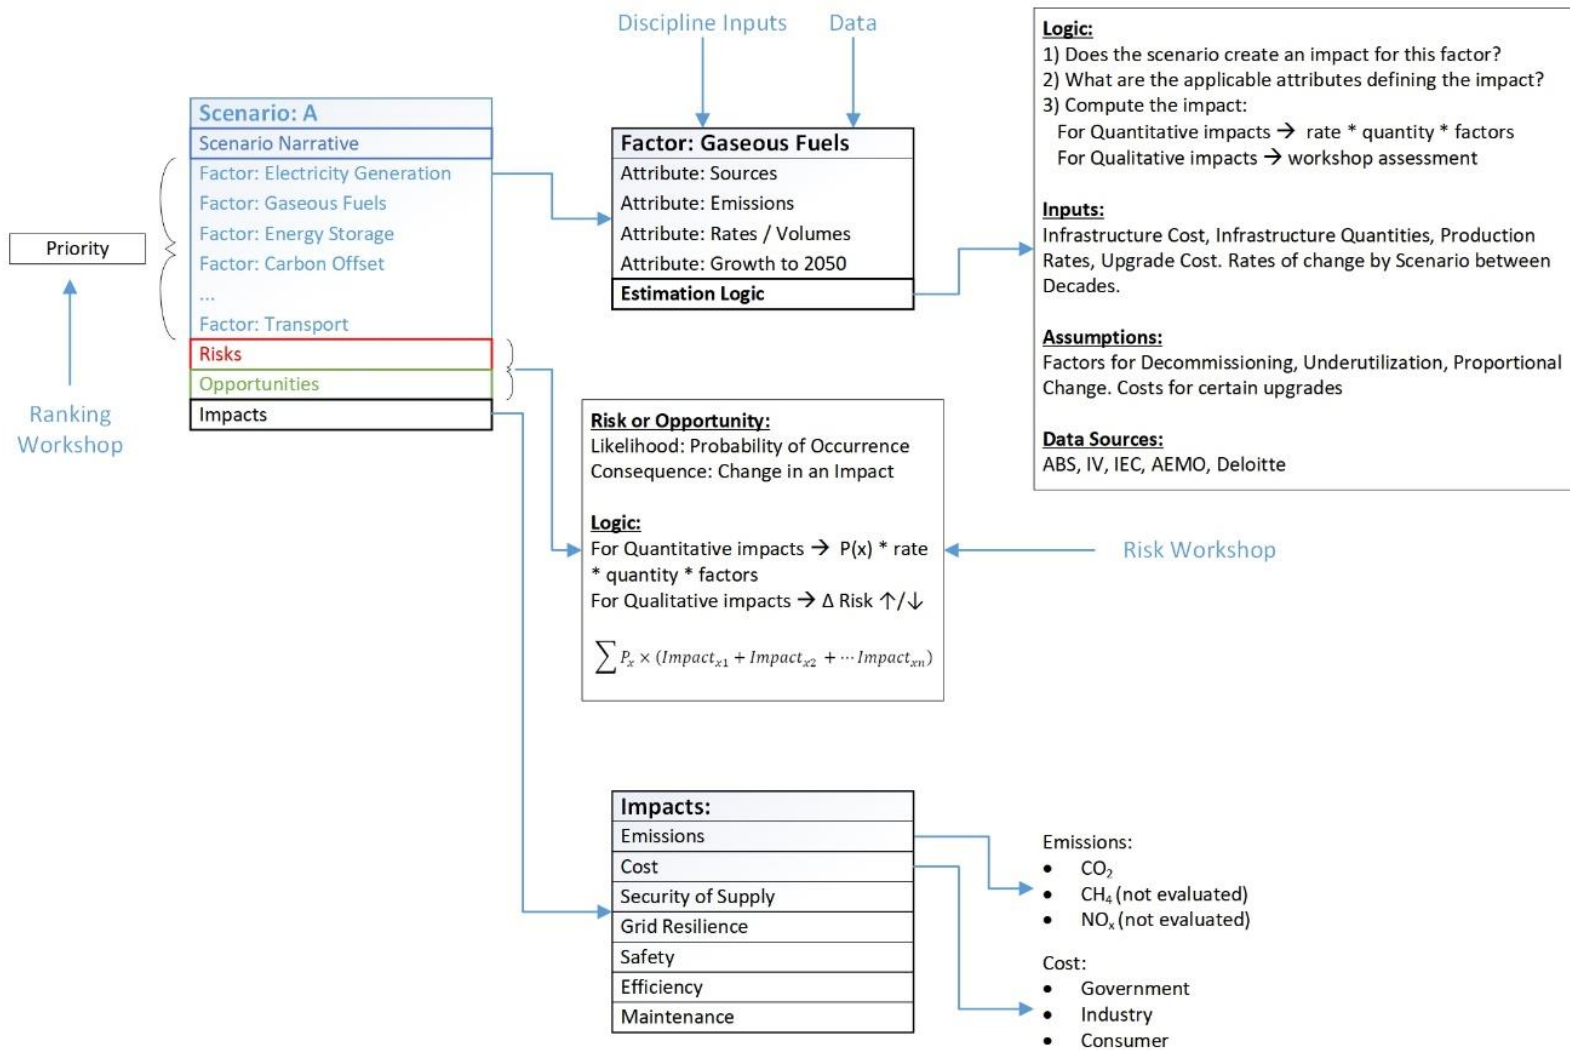 Discipline Inputs
Data
Scenario: A
Scenario Narrative
Factor: Electricity Generation
Factor: Gaseous Fuels
Factor: Energy Storage
Factor: Carbon Offset
...
Factor: Transport
Risks
Opportunities
Impacts
Priority
Ranking
Workshop
Factor: Gaseous Fuels
Attribute: Sources
Attribute: Emissions
Attribute: Rates / Volumes
Attribute: Growth to 2050
Estimation Logic
Logic:
1) Does the scenario create an impact for this factor?
2) What are the applicable attributes defining the impact?
3) Compute the impact:
For Quantitative impacts → rate * quantity * factors
For Qualitative impacts → workshop assessment
Inputs:
Infrastructure Cost, Infrastructure Quantities, Production
Rates, Upgrade Cost. Rates of change by Scenario between
Decades.
Assumptions:
Factors for Decommissioning, Underutilization, Proportional
Change. Costs for certain upgrades
Data Sources:
ABS, IV, IEC, AEMO, Deloitte
Risk or Opportunity:
Likelihood: Probability of Occurrence
Consequence: Change in an Impact
Logic:
For Quantitative impacts → P(x) * rate
* quantity * factors
For Qualitative impacts → Δ Risk ↑/↓
∑ Pₓ × (Impactₓ₁ + Impactₓ₂ + ⋯ Impactₓₙ)
Risk Workshop
Impacts:
Emissions
Cost
Security of Supply
Grid Resilience
Safety
Efficiency
Maintenance
Emissions:
• CO₂
• CH₄ (not evaluated)
• NOₓ (not evaluated)
Cost:
• Government
• Industry
• Consumer